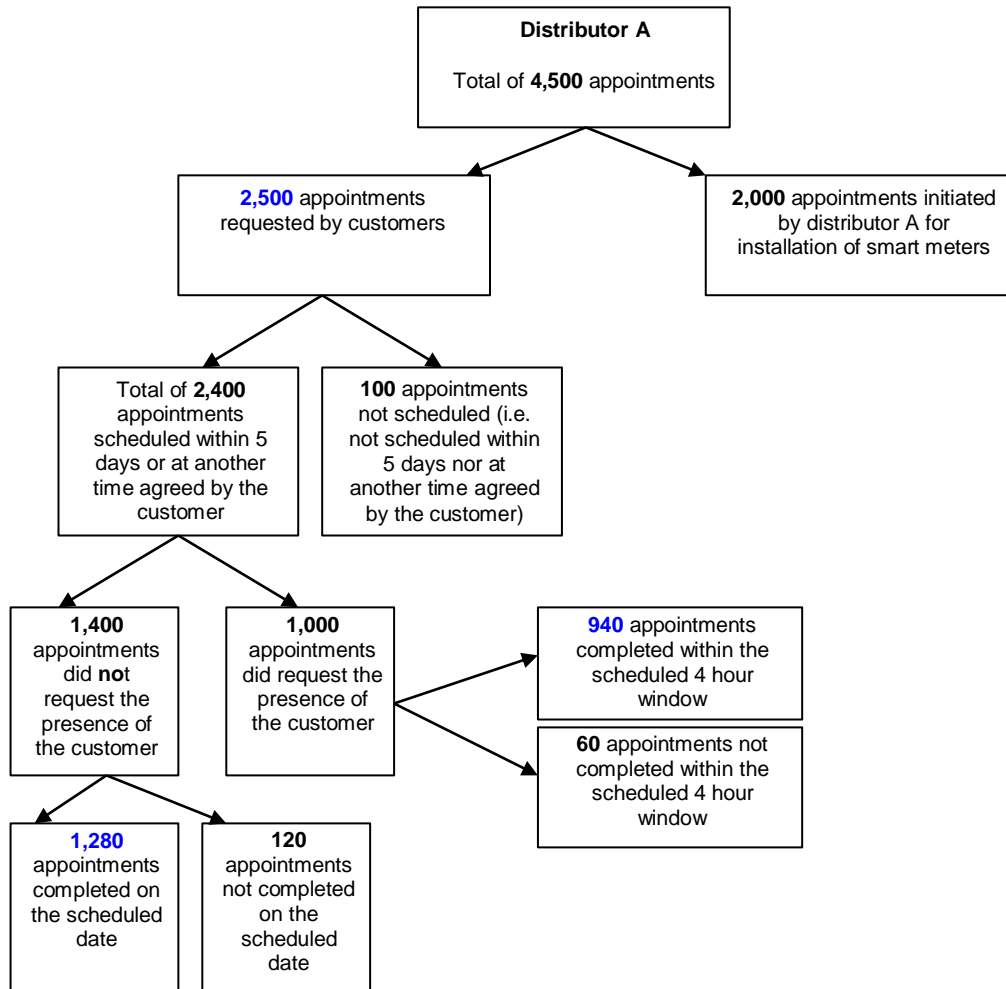 Distributor A
Total of 4,500 appointments
2,500 appointments
requested by customers
2,000 appointments initiated
by distributor A for
installation of smart meters
Total of 2,400
appointments
scheduled within 5
days or at another
time agreed by the
customer
100 appointments
not scheduled (i.e.
not scheduled within
5 days nor at
another time agreed
by the customer)
1,400
appointments
did not
request the
presence of
the customer
1,000
appointments
did request the
presence of
the customer
940 appointments
completed within the
scheduled 4 hour
window
60 appointments not
completed within the
scheduled 4 hour
window
1,280
appointments
completed on
the scheduled
date
120
appointments
not completed
on the
scheduled
date